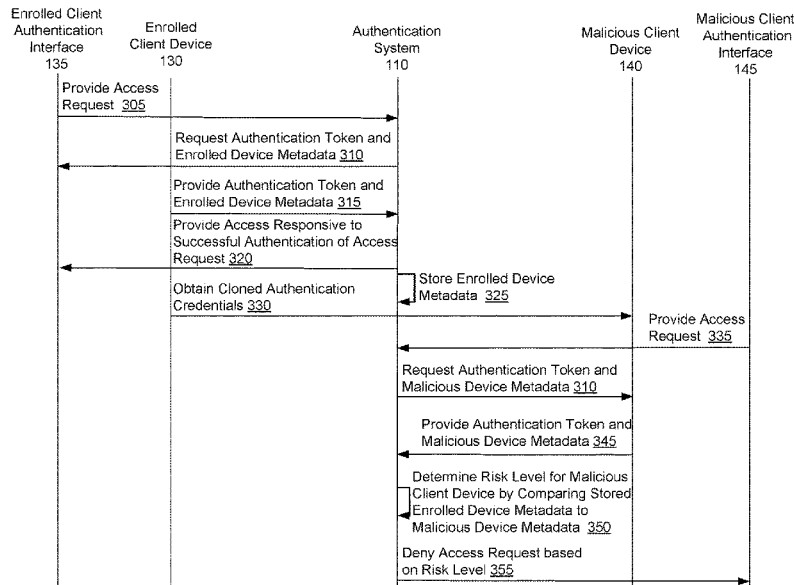 Enrolled Client
Authentication
Interface
135
Enrolled
Client Device
130
Authentication
System
110
Malicious Client
Device
140
Malicious Client
Authentication
Interface
145
Provide Access
Request 305
Request Authentication Token and
Enrolled Device Metadata 310
Provide Authentication Token and
Enrolled Device Metadata 315
Provide Access Responsive to
Successful Authentication of Access
Request 320
Store Enrolled Device
Metadata 325
Obtain Cloned Authentication
Credentials 330
Provide Access
Request 335
Request Authentication Token and
Malicious Device Metadata 310
Provide Authentication Token and
Malicious Device Metadata 345
Determine Risk Level for Malicious
Client Device by Comparing Stored
Enrolled Device Metadata to
Malicious Device Metadata 350
Deny Access Request based
on Risk Level 355